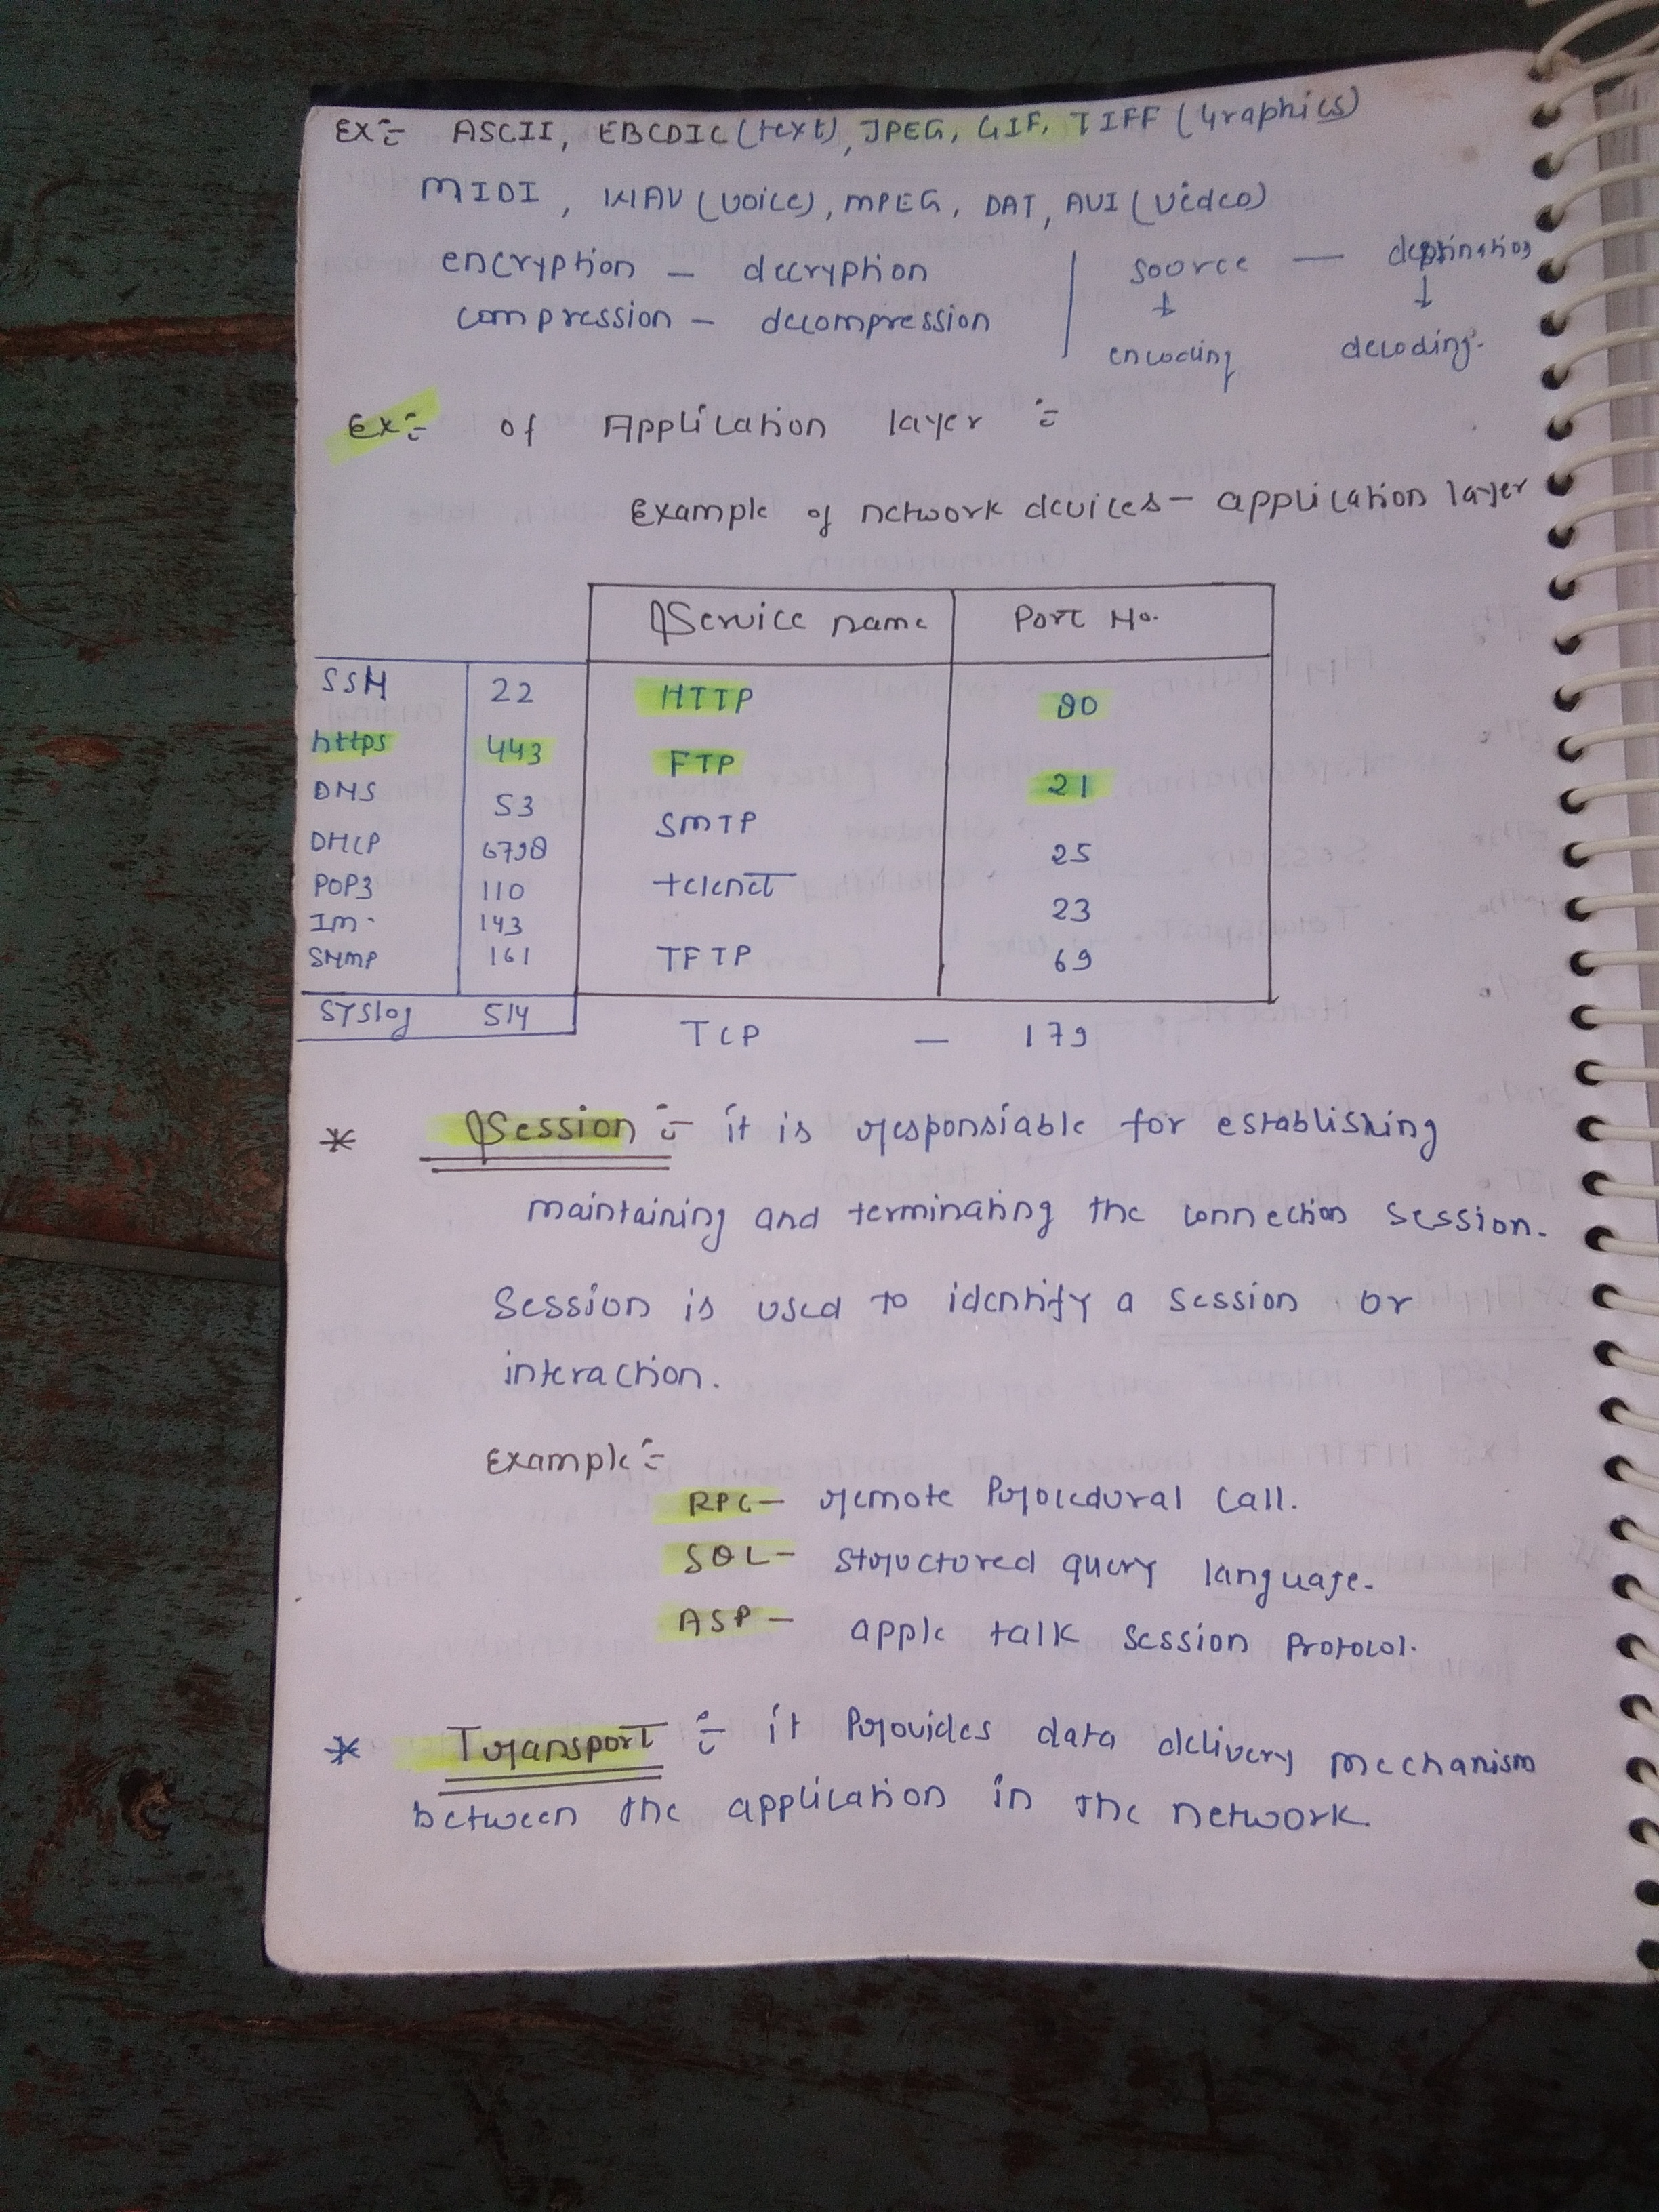 Ex:- ASCII, EBCDIC (text), JPEG, GIF, TIFF (Graphics)
MIDI, WAV (voice), MPEG, DAT, AVI (video)
encryption - decryption | source — destination
compression - decompression | ↓ ↓
encoding decoding.
Ex:- of Application layer :-
Example of network devices - application layer
Service name Port No.
SSH 22 HTTP 80
https 443 FTP 21
DNS 53 SMTP 25
DHCP 6768 telenet 23
POP3 110 TFTP 69
Im. 143
SNMP 161
SYSlog 514 TCP — 179
* Session :- it is responsiable for establishing
maintaining and terminating the connection session.
Session is used to identify a session or
interaction.
Example :-
RPC - remote Procedural Call.
SQL - structured query language.
ASP - apple talk session Protocol.
* Transport :- it Provides data delivery mechanism
between the application in the network.